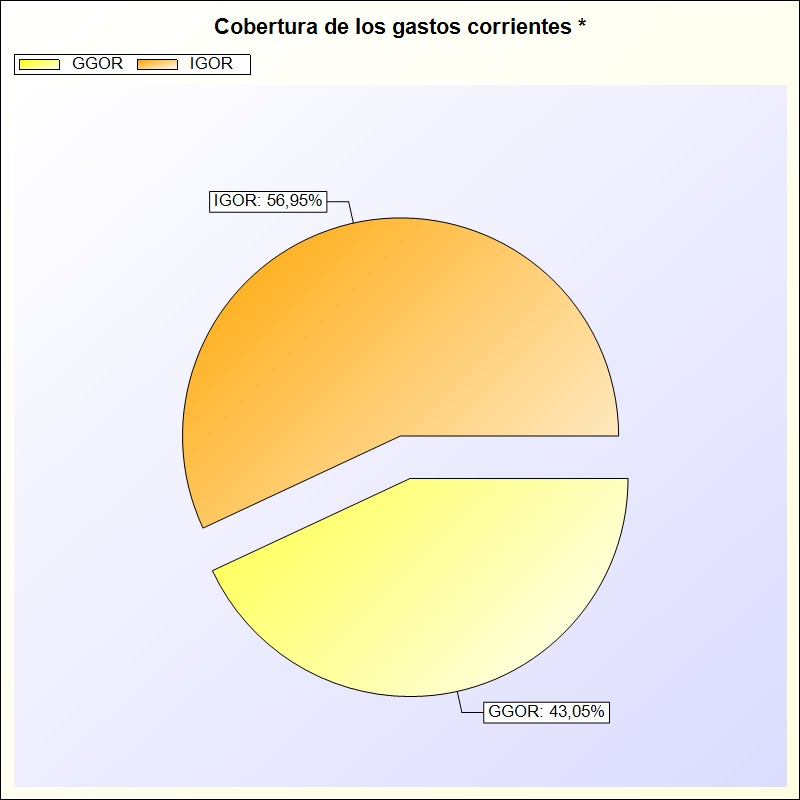 Cobertura de los gastos corrientes *
GGOR IGOR
IGOR: 56,95%
GGOR: 43,05%